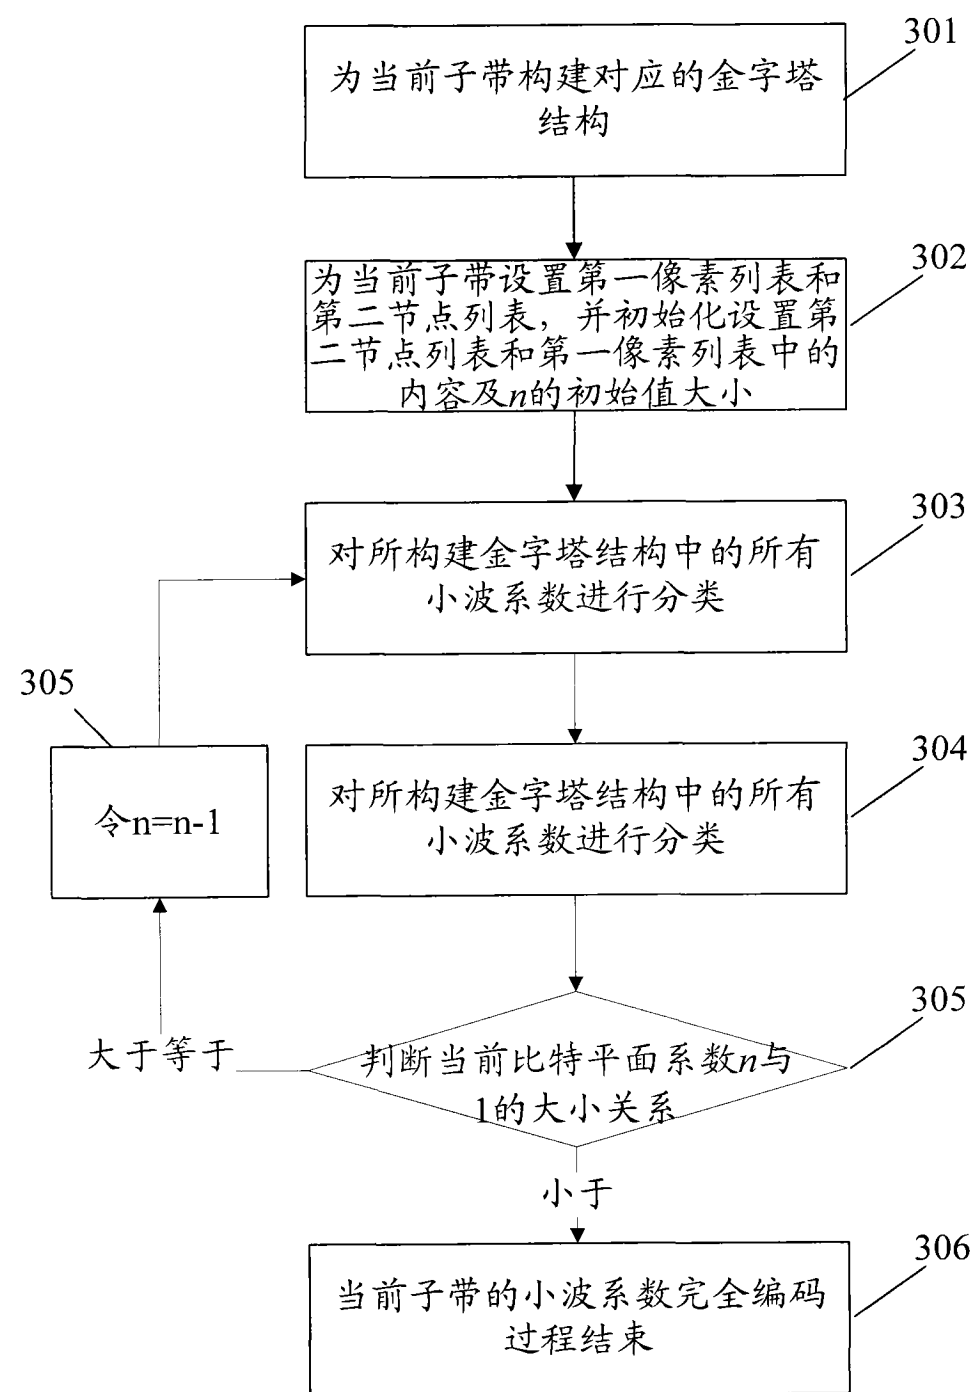 301
为当前子带构建对应的金字塔
结构
302
为当前子带设置第一像素列表和
第二节点列表，并初始化设置第
二节点列表和第一像素列表中的
内容及n的初始值大小
303
对所构建金字塔结构中的所有
小波系数进行分类
305
令n=n-1
304
对所构建金字塔结构中的所有
小波系数进行分类
305
大于等于
判断当前比特平面系数n与
1的大小关系
小于
306
当前子带的小波系数完全编码
过程结束